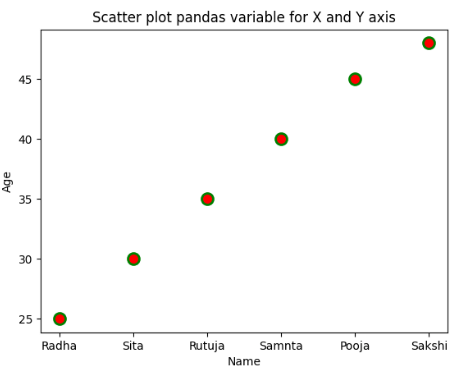 Scatter plot pandas variable for X and Y axis
45
40
35
30
25
Age
Radha Sita Rutuja Samnta Pooja Sakshi
Name